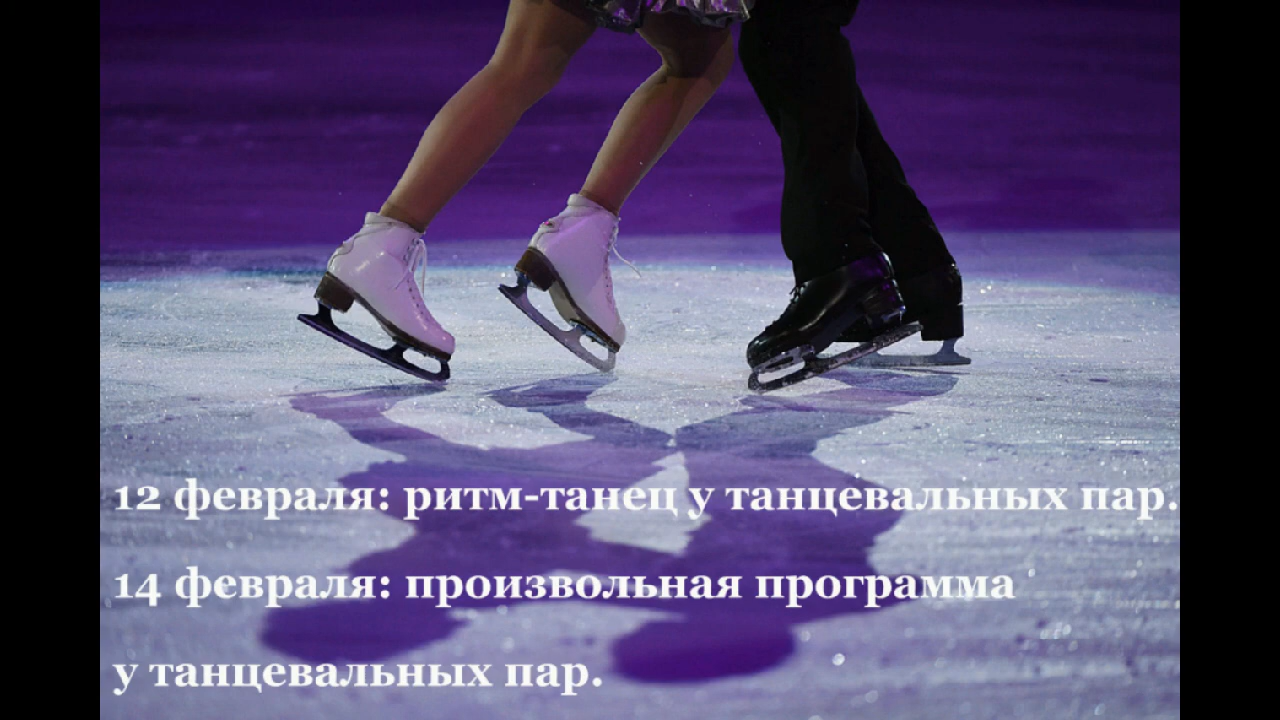 12 февраля: ритм-танец у танцевальных пар.
14 февраля: произвольная программа
у танцевальных пар.